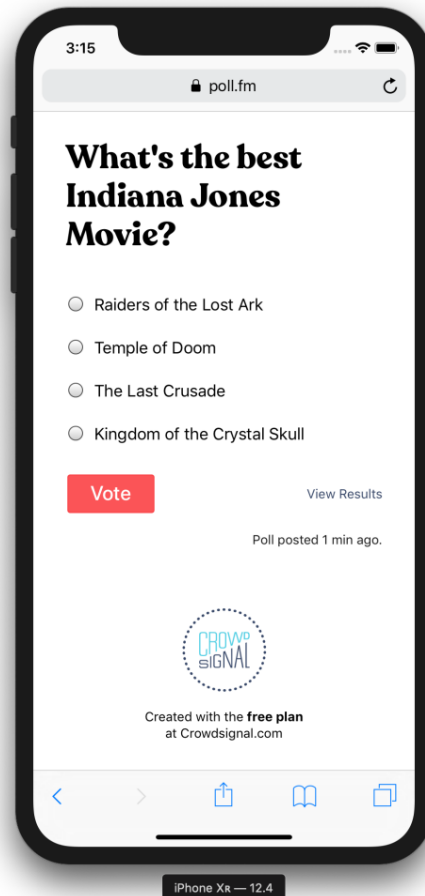 3:15
poll.fm
What's the best
Indiana Jones
Movie?
Raiders of the Lost Ark
Temple of Doom
The Last Crusade
Kingdom of the Crystal Skull
Vote
View Results
Poll posted 1 min ago.
CROWD
SIGNAL
Created with the free plan
at Crowdsignal.com
iPhone XR — 12.4